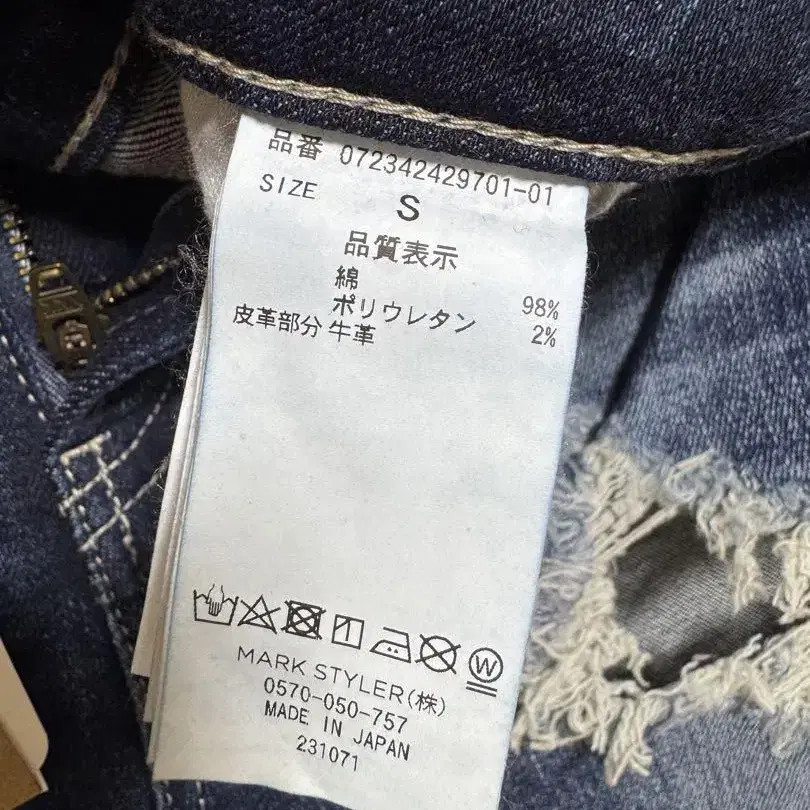 品番 072342429701-01
SIZE S
品質表示
綿 98%
ポリウレタン 2%
皮革部分 牛革
W
MARK STYLER(株)
0570-050-757
MADE IN JAPAN
231071